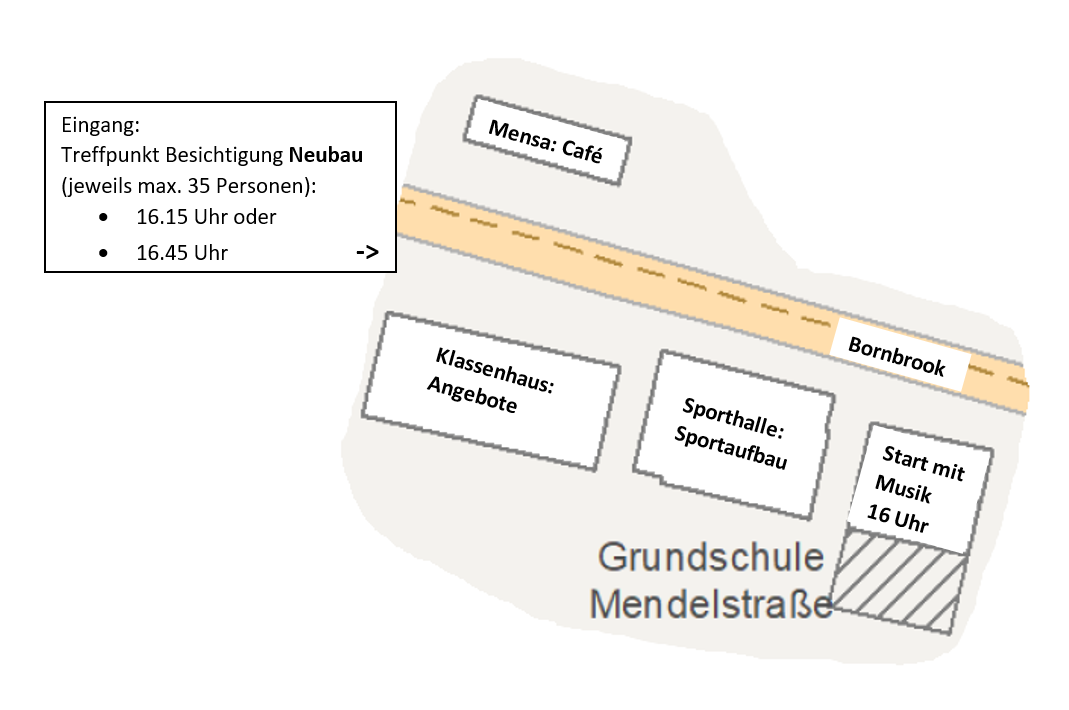 Eingang:
Treffpunkt Besichtigung Neubau
(jeweils max. 35 Personen):
• 16.15 Uhr oder
• 16.45 Uhr ->
Mensa: Café
Bornbrook
Klassenhaus:
Angebote
Sporthalle:
Sportaufbau
Start mit
Musik
16 Uhr
Grundschule
Mendelstraße